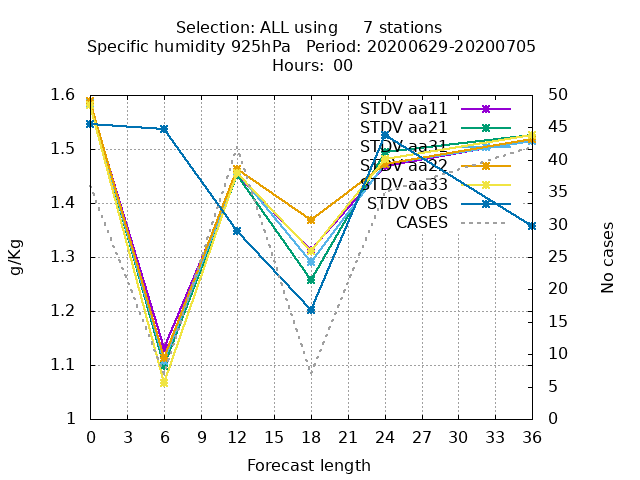 Selection: ALL using 7 stations
Specific humidity 925hPa Period: 20200629-20200705
Hours: 00
STDV aa11
STDV aa21
STDV
STDV aa22
STDV aa33
STDV OBS
CASES
1.6
1.5
1.4
1.3
1.2
1.1
1
g/Kg
50
45
40
35
30
25
20
15
10
5
0
No cases
0 3 6 9 12 15 18 21 24 27 30 33 36
Forecast length